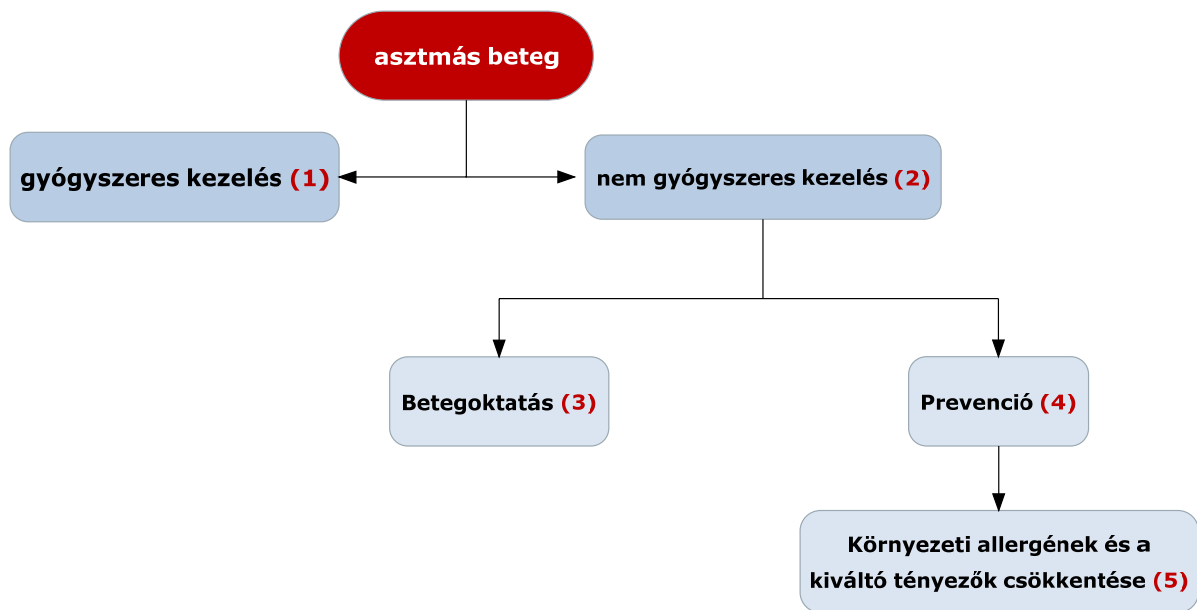 asztmás beteg
gyógyszeres kezelés (1)
nem gyógyszeres kezelés (2)
Betegoktatás (3)
Prevenció (4)
Környezeti allergének és a
kiváltó tényezők csökkentése (5)